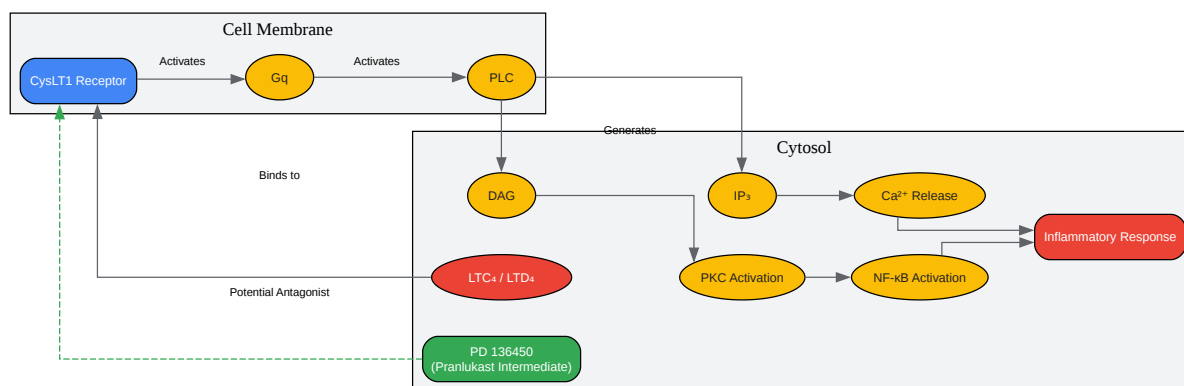 Cell Membrane
CysLT1 Receptor
Activates
Gq
Activates
PLC
Generates
Cytosol
Binds to
DAG
IP₃
Ca²⁺ Release
Inflammatory Response
LTC₄ / LTD₄
PKC Activation
NF-κB Activation
Potential Antagonist
PD 136450
(Pranlukast Intermediate)